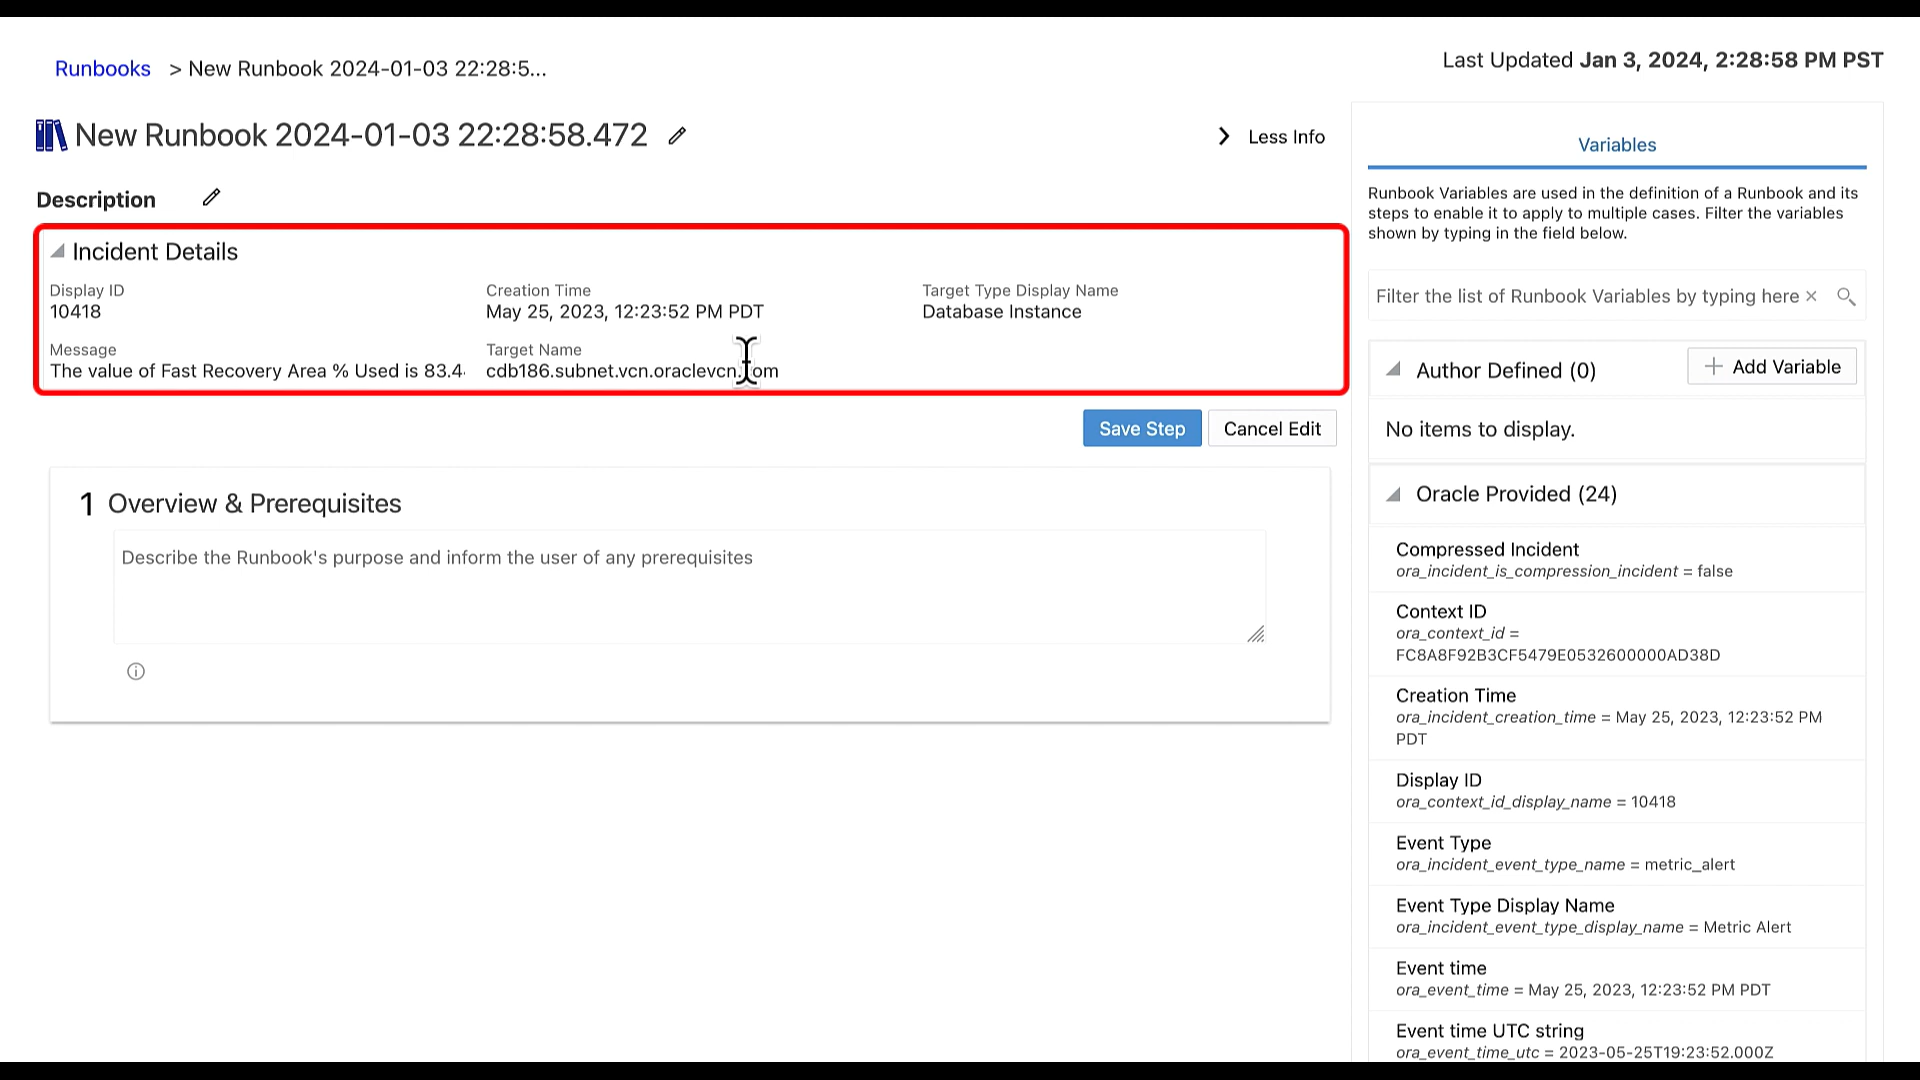 Runbooks > New Runbook 2024-01-03 22:28:5...
Last Updated Jan 3, 2024, 2:28:58 PM PST
New Runbook 2024-01-03 22:28:58.472
Less Info
Description
Incident Details
Display ID
10418
Creation Time
May 25, 2023, 12:23:52 PM PDT
Target Type Display Name
Database Instance
Message
The value of Fast Recovery Area % Used is 83.4
Target Name
cdb186.subnet.vcn.oraclevcn.com
Save Step
Cancel Edit
1 Overview & Prerequisites
Describe the Runbook's purpose and inform the user of any prerequisites
Variables
Runbook Variables are used in the definition of a Runbook and its
steps to enable it to apply to multiple cases. Filter the variables
shown by typing in the field below.
Filter the list of Runbook Variables by typing here
Author Defined (0)
Add Variable
No items to display.
Oracle Provided (24)
Compressed Incident
ora_incident_is_compression_incident = false
Context ID
ora_context_id =
FC8A8F92B3CF5479E0532600000AD38D
Creation Time
ora_incident_creation_time = May 25, 2023, 12:23:52 PM
PDT
Display ID
ora_context_id_display_name = 10418
Event Type
ora_incident_event_type_name = metric_alert
Event Type Display Name
ora_incident_event_type_display_name = Metric Alert
Event time
ora_event_time = May 25, 2023, 12:23:52 PM PDT
Event time UTC string
ora_event_time_utc = 2023-05-25T19:23:52.000Z